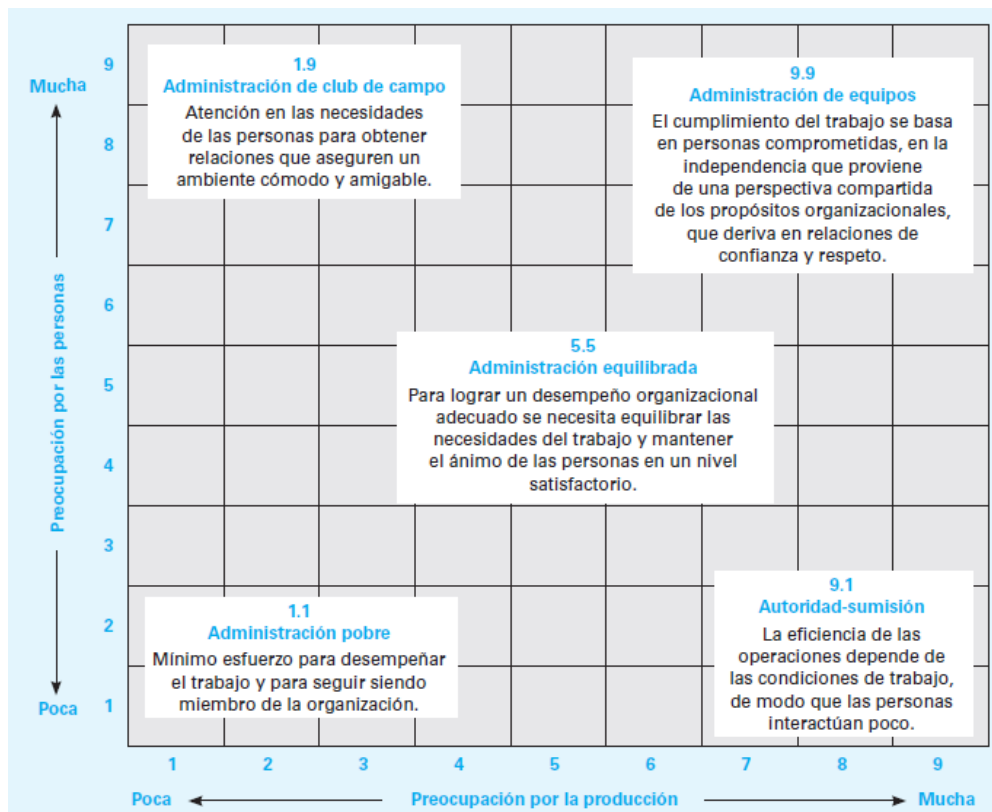 9
Mucha
8
7
6
5
4
3
2
Poca
1
Preocupación por las personas
1.9
Administración de club de campo
Atención en las necesidades
de las personas para obtener
relaciones que aseguren un
ambiente cómodo y amigable.
9.9
Administración de equipos
El cumplimiento del trabajo se basa
en personas comprometidas, en la
independencia que proviene
de una perspectiva compartida
de los propósitos organizacionales,
que deriva en relaciones de
confianza y respeto.
5.5
Administración equilibrada
Para lograr un desempeño organizacional
adecuado se necesita equilibrar las
necesidades del trabajo y mantener
el ánimo de las personas en un nivel
satisfactorio.
1.1
Administración pobre
Mínimo esfuerzo para desempeñar
el trabajo y para seguir siendo
miembro de la organización.
9.1
Autoridad-sumisión
La eficiencia de las
operaciones depende de
las condiciones de trabajo,
de modo que las personas
interactúan poco.
1 2 3 4 5 6 7 8 9
Poca Preocupación por la producción Mucha